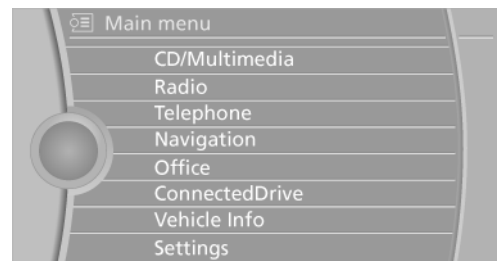 Main menu
CD/Multimedia
Radio
Telephone
Navigation
Office
ConnectedDrive
Vehicle Info
Settings